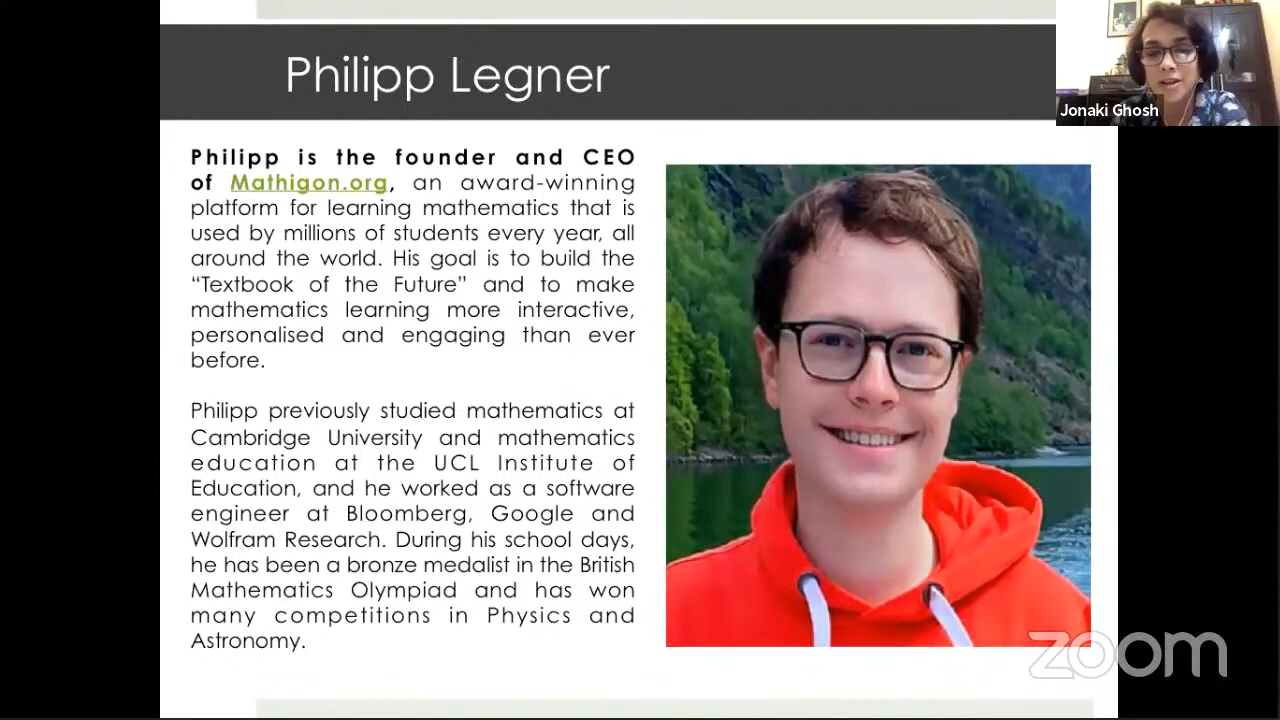 Philipp Legner
Jonaki Ghosh
Philipp is the founder and CEO
of Mathigon.org, an award-winning
platform for learning mathematics that is
used by millions of students every year, all
around the world. His goal is to build the
“Textbook of the Future” and to make
mathematics learning more interactive,
personalised and engaging than ever
before.
Philipp previously studied mathematics at
Cambridge University and mathematics
education at the UCL Institute of
Education, and he worked as a software
engineer at Bloomberg, Google and
Wolfram Research. During his school days,
he has been a bronze medalist in the British
Mathematics Olympiad and has won
many competitions in Physics and
Astronomy.
zoom